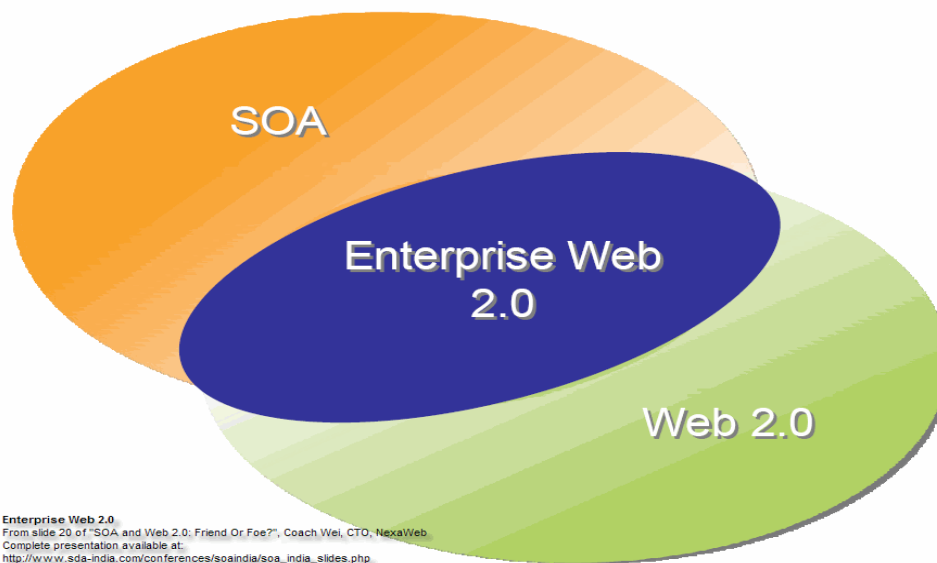 SOA
Enterprise Web
2.0
Web 2.0
Enterprise Web 2.0
From slide 20 of "SOA and Web 2.0: Friend Or Foe?", Coach Wei, CTO, NexaWeb
Complete presentation available at:
http://www.sda-india.com/conferences/soaindia/soa_india_slides.php